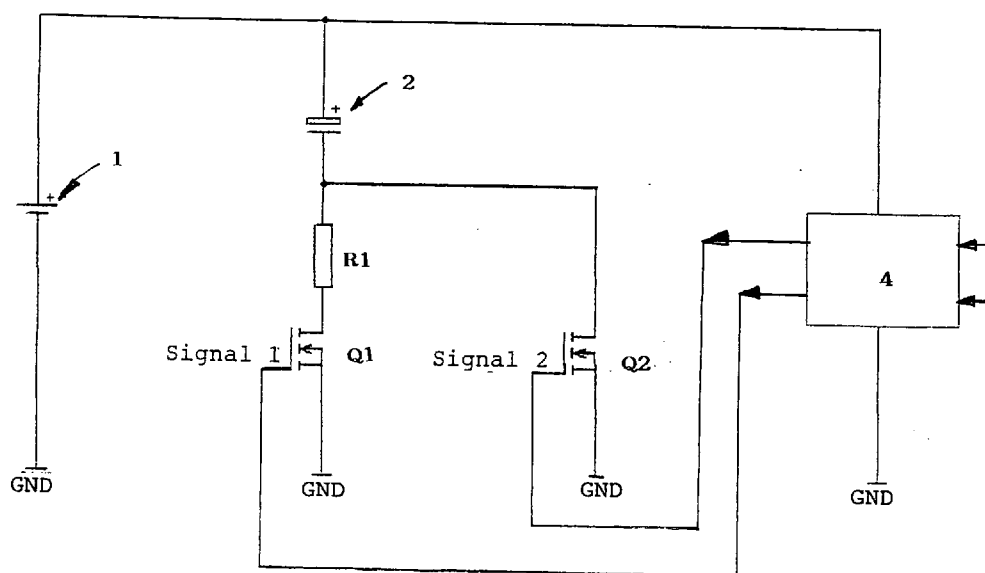 + 2
1
+
R1
4
Signal 1 Q1
Signal 2 Q2
GND
GND
GND
GND